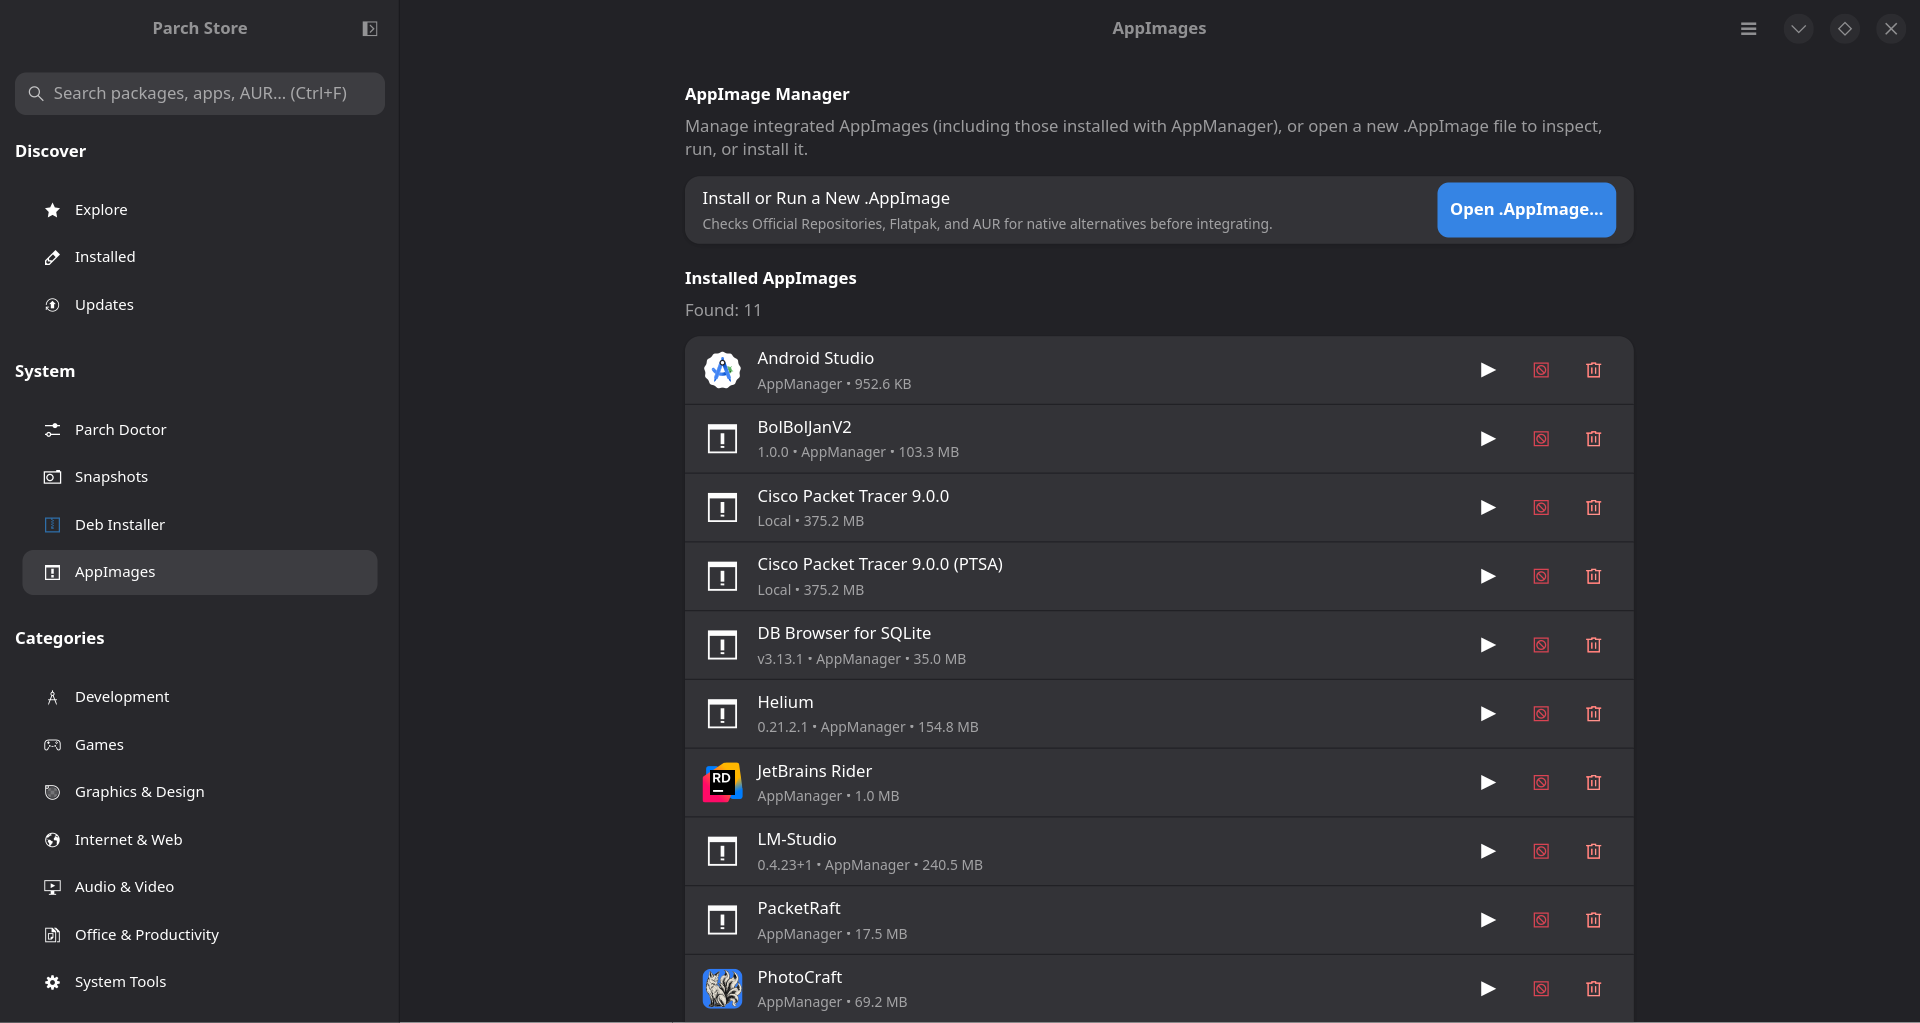 Parch Store
Search packages, apps, AUR... (Ctrl+F)
Discover
Explore
Installed
Updates
System
Parch Doctor
Snapshots
Deb Installer
AppImages
Categories
Development
Games
Graphics & Design
Internet & Web
Audio & Video
Office & Productivity
System Tools
AppImages
AppImage Manager
Manage integrated AppImages (including those installed with AppManager), or open a new .AppImage file to inspect,
run, or install it.
Install or Run a New .AppImage
Checks Official Repositories, Flatpak, and AUR for native alternatives before integrating.
Open .AppImage...
Installed AppImages
Found: 11
Android Studio
AppManager • 952.6 KB
BolBolJanV2
1.0.0 • AppManager • 103.3 MB
Cisco Packet Tracer 9.0.0
Local • 375.2 MB
Cisco Packet Tracer 9.0.0 (PTSA)
Local • 375.2 MB
DB Browser for SQLite
v3.13.1 • AppManager • 35.0 MB
Helium
0.21.2.1 • AppManager • 154.8 MB
RD
JetBrains Rider
AppManager • 1.0 MB
LM-Studio
0.4.23+1 • AppManager • 240.5 MB
PacketRaft
AppManager • 17.5 MB
PhotoCraft
AppManager • 69.2 MB